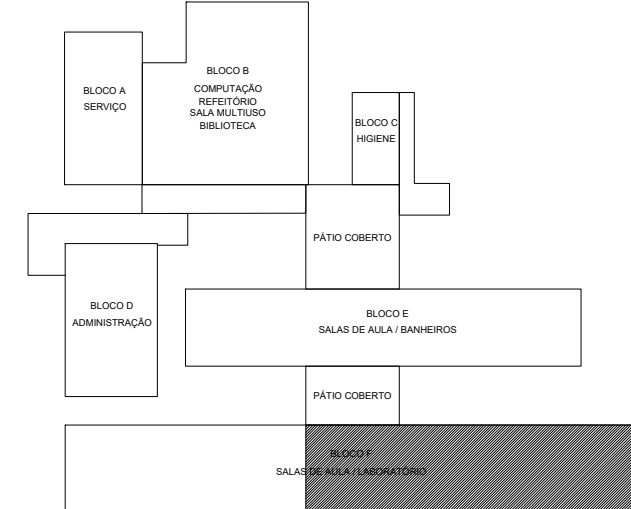 BLOCO A
SERVIÇO
BLOCO B
COMPUTAÇÃO
REFEITÓRIO
SALA MULTIUSO
BIBLIOTECA
BLOCO C
HIGIENE
PÁTIO COBERTO
BLOCO D
ADMINISTRAÇÃO
BLOCO E
SALAS DE AULA / BANHEIROS
PÁTIO COBERTO
BLOCO F
SALAS DE AULA / LABORATÓRIO